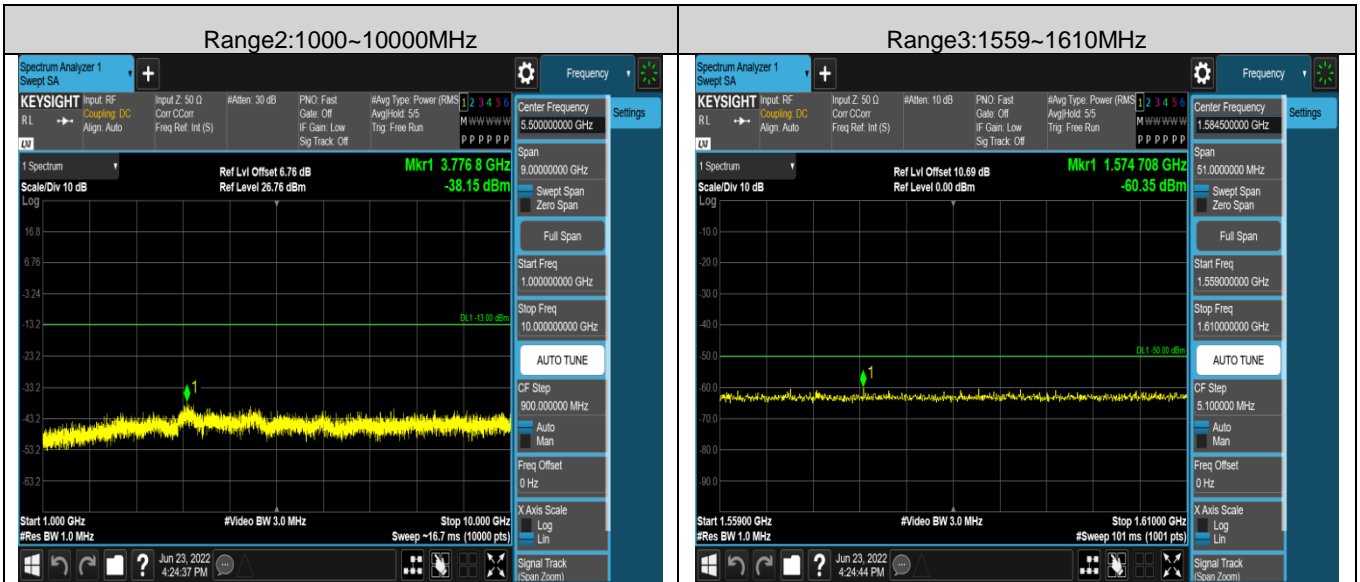 Range2:1000~10000MHz
Spectrum Analyzer 1
Swept SA
+
Frequency
KEYSIGHT
Input: RF
Input Z: 50 Ω
#Atten: 30 dB
PNO: Fast
#Avg Type: Power (RMS
1 2 3 4 5 6
RL
Coupling: DC
Corr CCorr
Gate: Off
Avg|Hold: 5/5
M W W W W W
Align: Auto
Freq Ref: Int (S)
IF Gain: Low
Trig: Free Run
Sig Track: Off
P P P P P P
1 Spectrum
Ref Lvl Offset 6.76 dB
Mkr1 3.776 8 GHz
Scale/Div 10 dB
Ref Level 26.76 dBm
-38.15 dBm
Log
16.8
6.76
-3.24
-13.2
DL1 -13.00 dBm
-23.2
-33.2
1
-43.2
-53.2
-63.2
Start 1.000 GHz
#Video BW 3.0 MHz
Stop 10.000 GHz
#Res BW 1.0 MHz
Sweep ~16.7 ms (10000 pts)
Center Frequency
5.500000000 GHz
Settings
Span
9.00000000 GHz
Swept Span
Zero Span
Full Span
Start Freq
1.000000000 GHz
Stop Freq
10.000000000 GHz
AUTO TUNE
CF Step
900.000000 MHz
Auto
Man
Freq Offset
0 Hz
X Axis Scale
Log
Lin
Signal Track
(Span Zoom)
?
Jun 23, 2022
4:24:37 PM
Range3:1559~1610MHz
Spectrum Analyzer 1
Swept SA
+
Frequency
KEYSIGHT
Input: RF
Input Z: 50 Ω
#Atten: 10 dB
PNO: Fast
#Avg Type: Power (RMS
1 2 3 4 5 6
RL
Coupling: DC
Corr CCorr
Gate: Off
Avg|Hold: 5/5
M W W W W W
Align: Auto
Freq Ref: Int (S)
IF Gain: Low
Trig: Free Run
Sig Track: Off
P P P P P P
1 Spectrum
Ref Lvl Offset 10.69 dB
Mkr1 1.574 708 GHz
Scale/Div 10 dB
Ref Level 0.00 dBm
-60.35 dBm
Log
-10.0
-20.0
-30.0
-40.0
-50.0
DL1 -50.00 dBm
-60.0
1
-70.0
-80.0
-90.0
Start 1.55900 GHz
#Video BW 3.0 MHz
Stop 1.61000 GHz
#Res BW 1.0 MHz
#Sweep 101 ms (1001 pts)
Center Frequency
1.584500000 GHz
Settings
Span
51.0000000 MHz
Swept Span
Zero Span
Full Span
Start Freq
1.559000000 GHz
Stop Freq
1.610000000 GHz
AUTO TUNE
CF Step
5.100000 MHz
Auto
Man
Freq Offset
0 Hz
X Axis Scale
Log
Lin
Signal Track
(Span Zoom)
?
Jun 23, 2022
4:24:44 PM